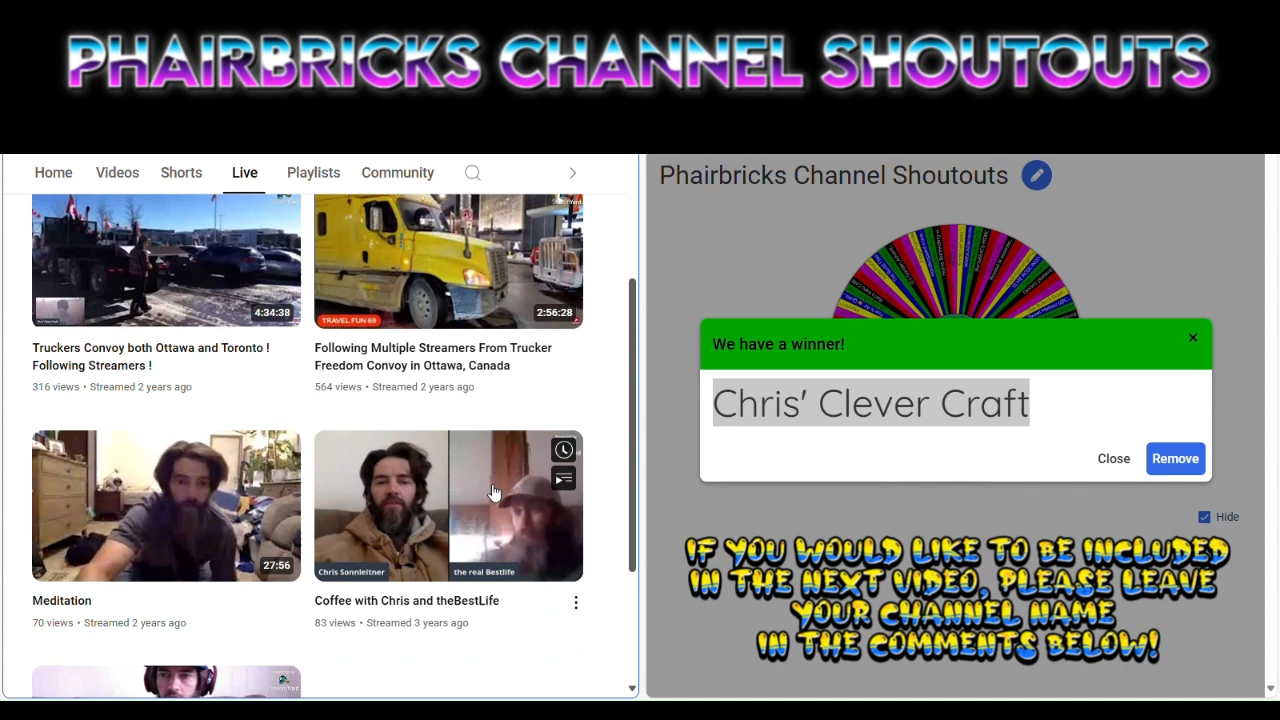 PHAIRBRICKS CHANNEL SHOUTOUTS
Home Videos Shorts Live Playlists Community
4:34:38
TRAVEL FUN 69
2:56:28
Truckers Convoy both Ottawa and Toronto !
Following Streamers !
316 views • Streamed 2 years ago
Following Multiple Streamers From Trucker
Freedom Convoy in Ottawa, Canada
564 views • Streamed 2 years ago
27:56
Meditation
70 views • Streamed 2 years ago
Chris Sonnleitner
the real Bestlife
Coffee with Chris and theBestLife
83 views • Streamed 3 years ago
Phairbricks Channel Shoutouts
We have a winner!
×
Chris' Clever Craft
Close Remove
Hide
IF YOU WOULD LIKE TO BE INCLUDED
IN THE NEXT VIDEO, PLEASE LEAVE
YOUR CHANNEL NAME
IN THE COMMENTS BELOW!